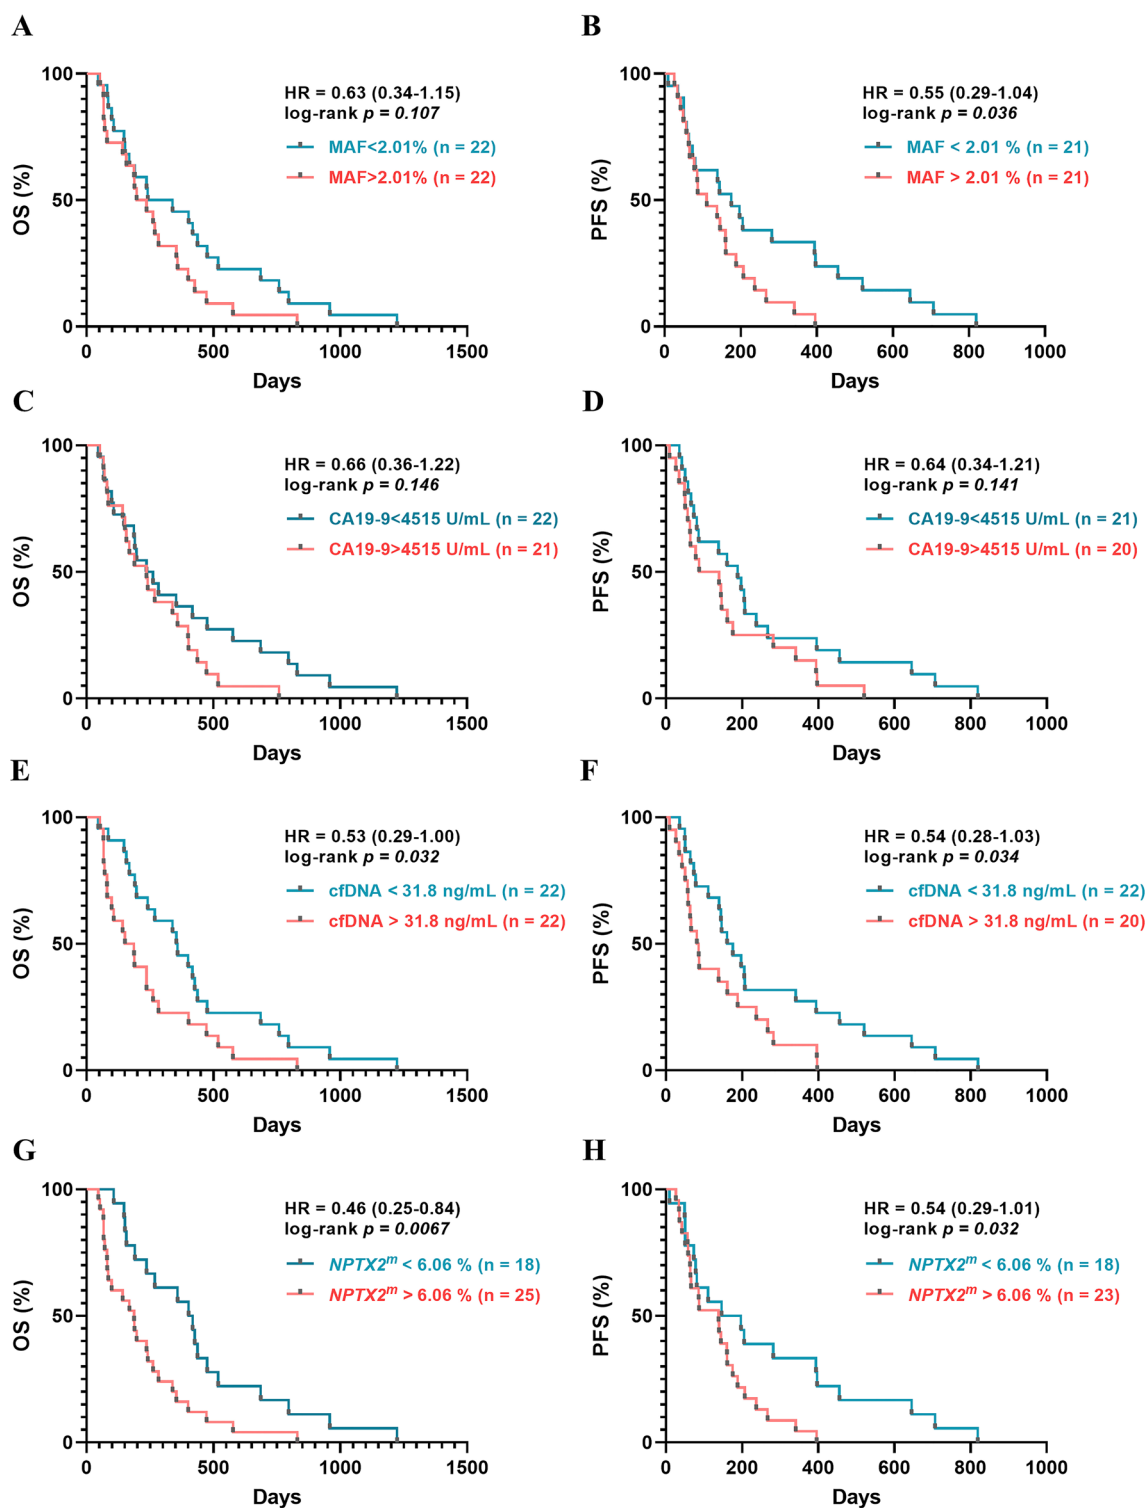 A
HR = 0.63 (0.34-1.15)
log-rank p = 0.107
MAF<2.01% (n = 22)
MAF>2.01% (n = 22)
OS (%)
100
50
0
0 500 1000 1500
Days
B
HR = 0.55 (0.29-1.04)
log-rank p = 0.036
MAF < 2.01 % (n = 21)
MAF > 2.01 % (n = 21)
PFS (%)
100
50
0
0 200 400 600 800 1000
Days
C
HR = 0.66 (0.36-1.22)
log-rank p = 0.146
CA19-9<4515 U/mL (n = 22)
CA19-9>4515 U/mL (n = 21)
OS (%)
100
50
0
0 500 1000 1500
Days
D
HR = 0.64 (0.34-1.21)
log-rank p = 0.141
CA19-9<4515 U/mL (n = 21)
CA19-9>4515 U/mL (n = 20)
PFS (%)
100
50
0
0 200 400 600 800 1000
Days
E
HR = 0.53 (0.29-1.00)
log-rank p = 0.032
cfDNA < 31.8 ng/mL (n = 22)
cfDNA > 31.8 ng/mL (n = 22)
OS (%)
100
50
0
0 500 1000 1500
Days
F
HR = 0.54 (0.28-1.03)
log-rank p = 0.034
cfDNA < 31.8 ng/mL (n = 22)
cfDNA > 31.8 ng/mL (n = 20)
PFS (%)
100
50
0
0 200 400 600 800 1000
Days
G
HR = 0.46 (0.25-0.84)
log-rank p = 0.0067
NPTX2ᵐ < 6.06 % (n = 18)
NPTX2ᵐ > 6.06 % (n = 25)
OS (%)
100
50
0
0 500 1000 1500
Days
H
HR = 0.54 (0.29-1.01)
log-rank p = 0.032
NPTX2ᵐ < 6.06 % (n = 18)
NPTX2ᵐ > 6.06 % (n = 23)
PFS (%)
100
50
0
0 200 400 600 800 1000
Days